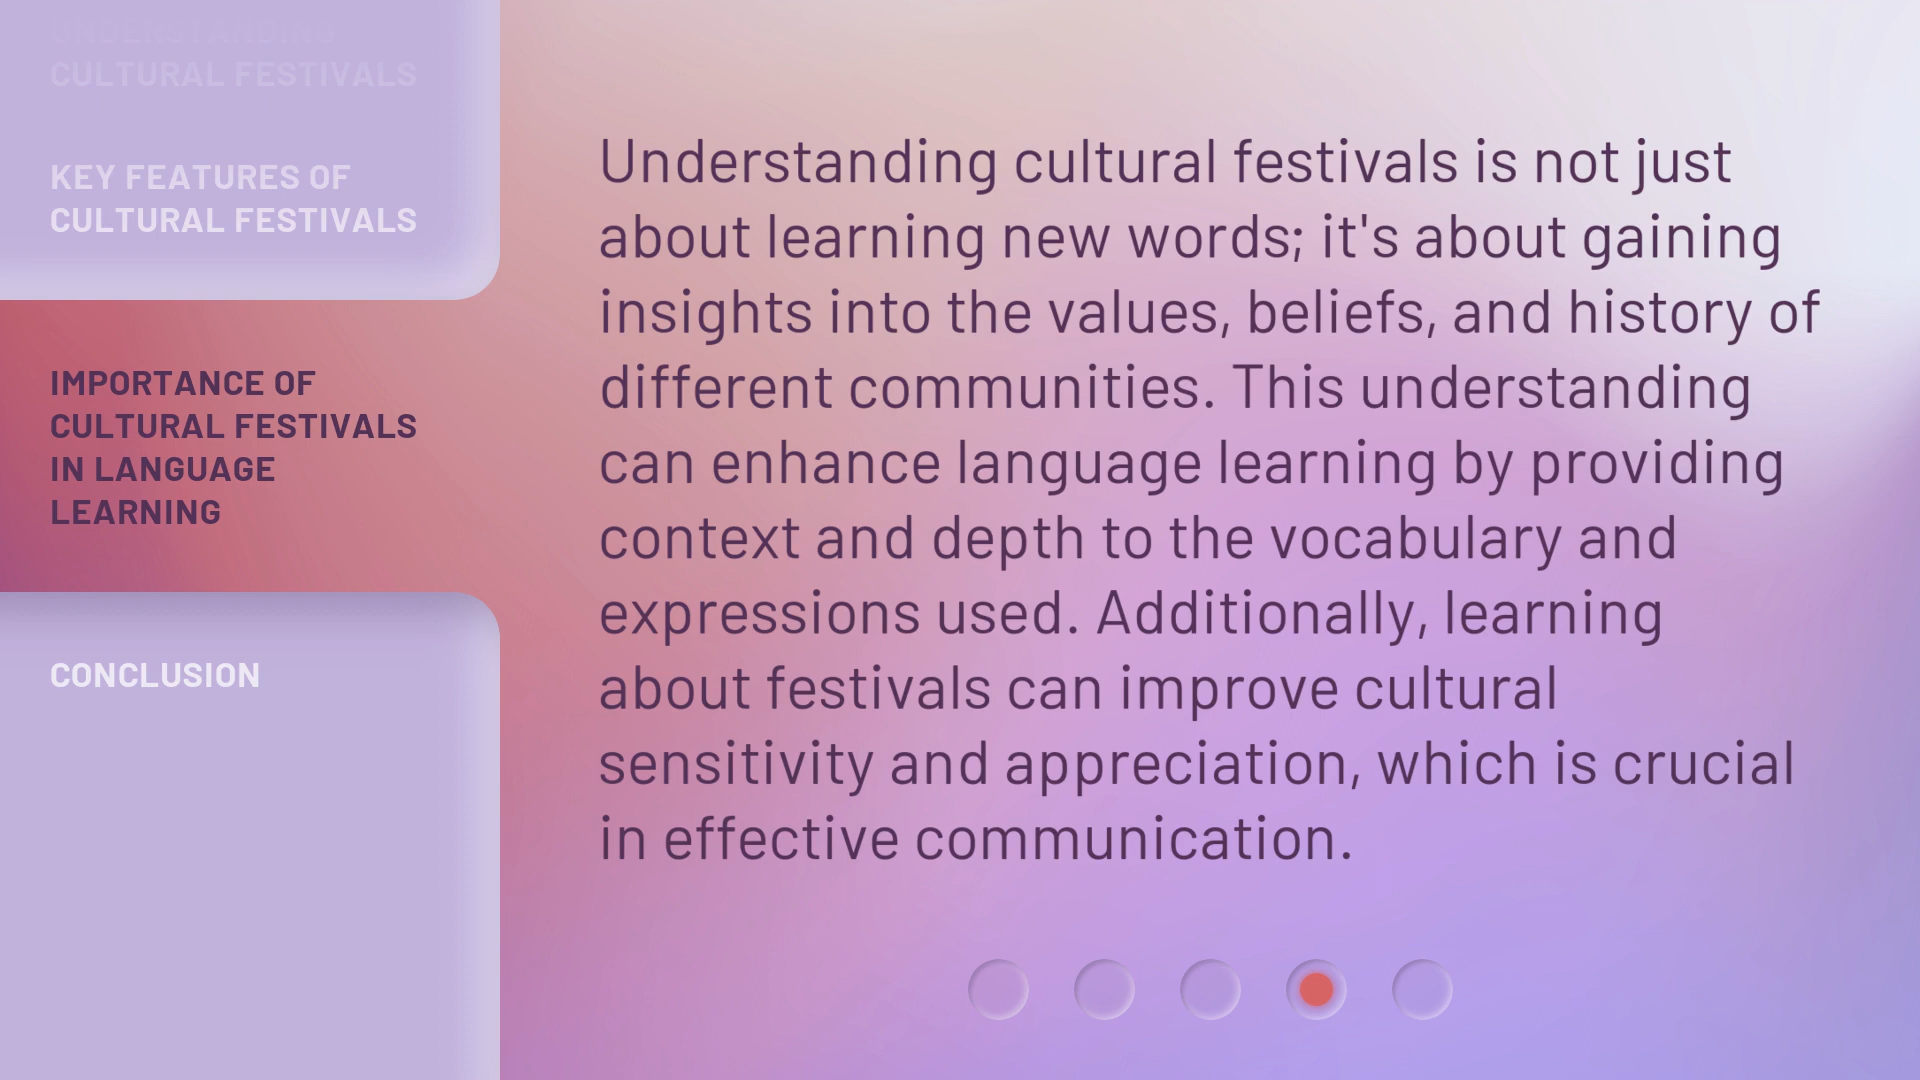 UNDERSTANDING
CULTURAL FESTIVALS
KEY FEATURES OF
CULTURAL FESTIVALS
IMPORTANCE OF
CULTURAL FESTIVALS
IN LANGUAGE
LEARNING
CONCLUSION
Understanding cultural festivals is not just
about learning new words; it's about gaining
insights into the values, beliefs, and history of
different communities. This understanding
can enhance language learning by providing
context and depth to the vocabulary and
expressions used. Additionally, learning
about festivals can improve cultural
sensitivity and appreciation, which is crucial
in effective communication.